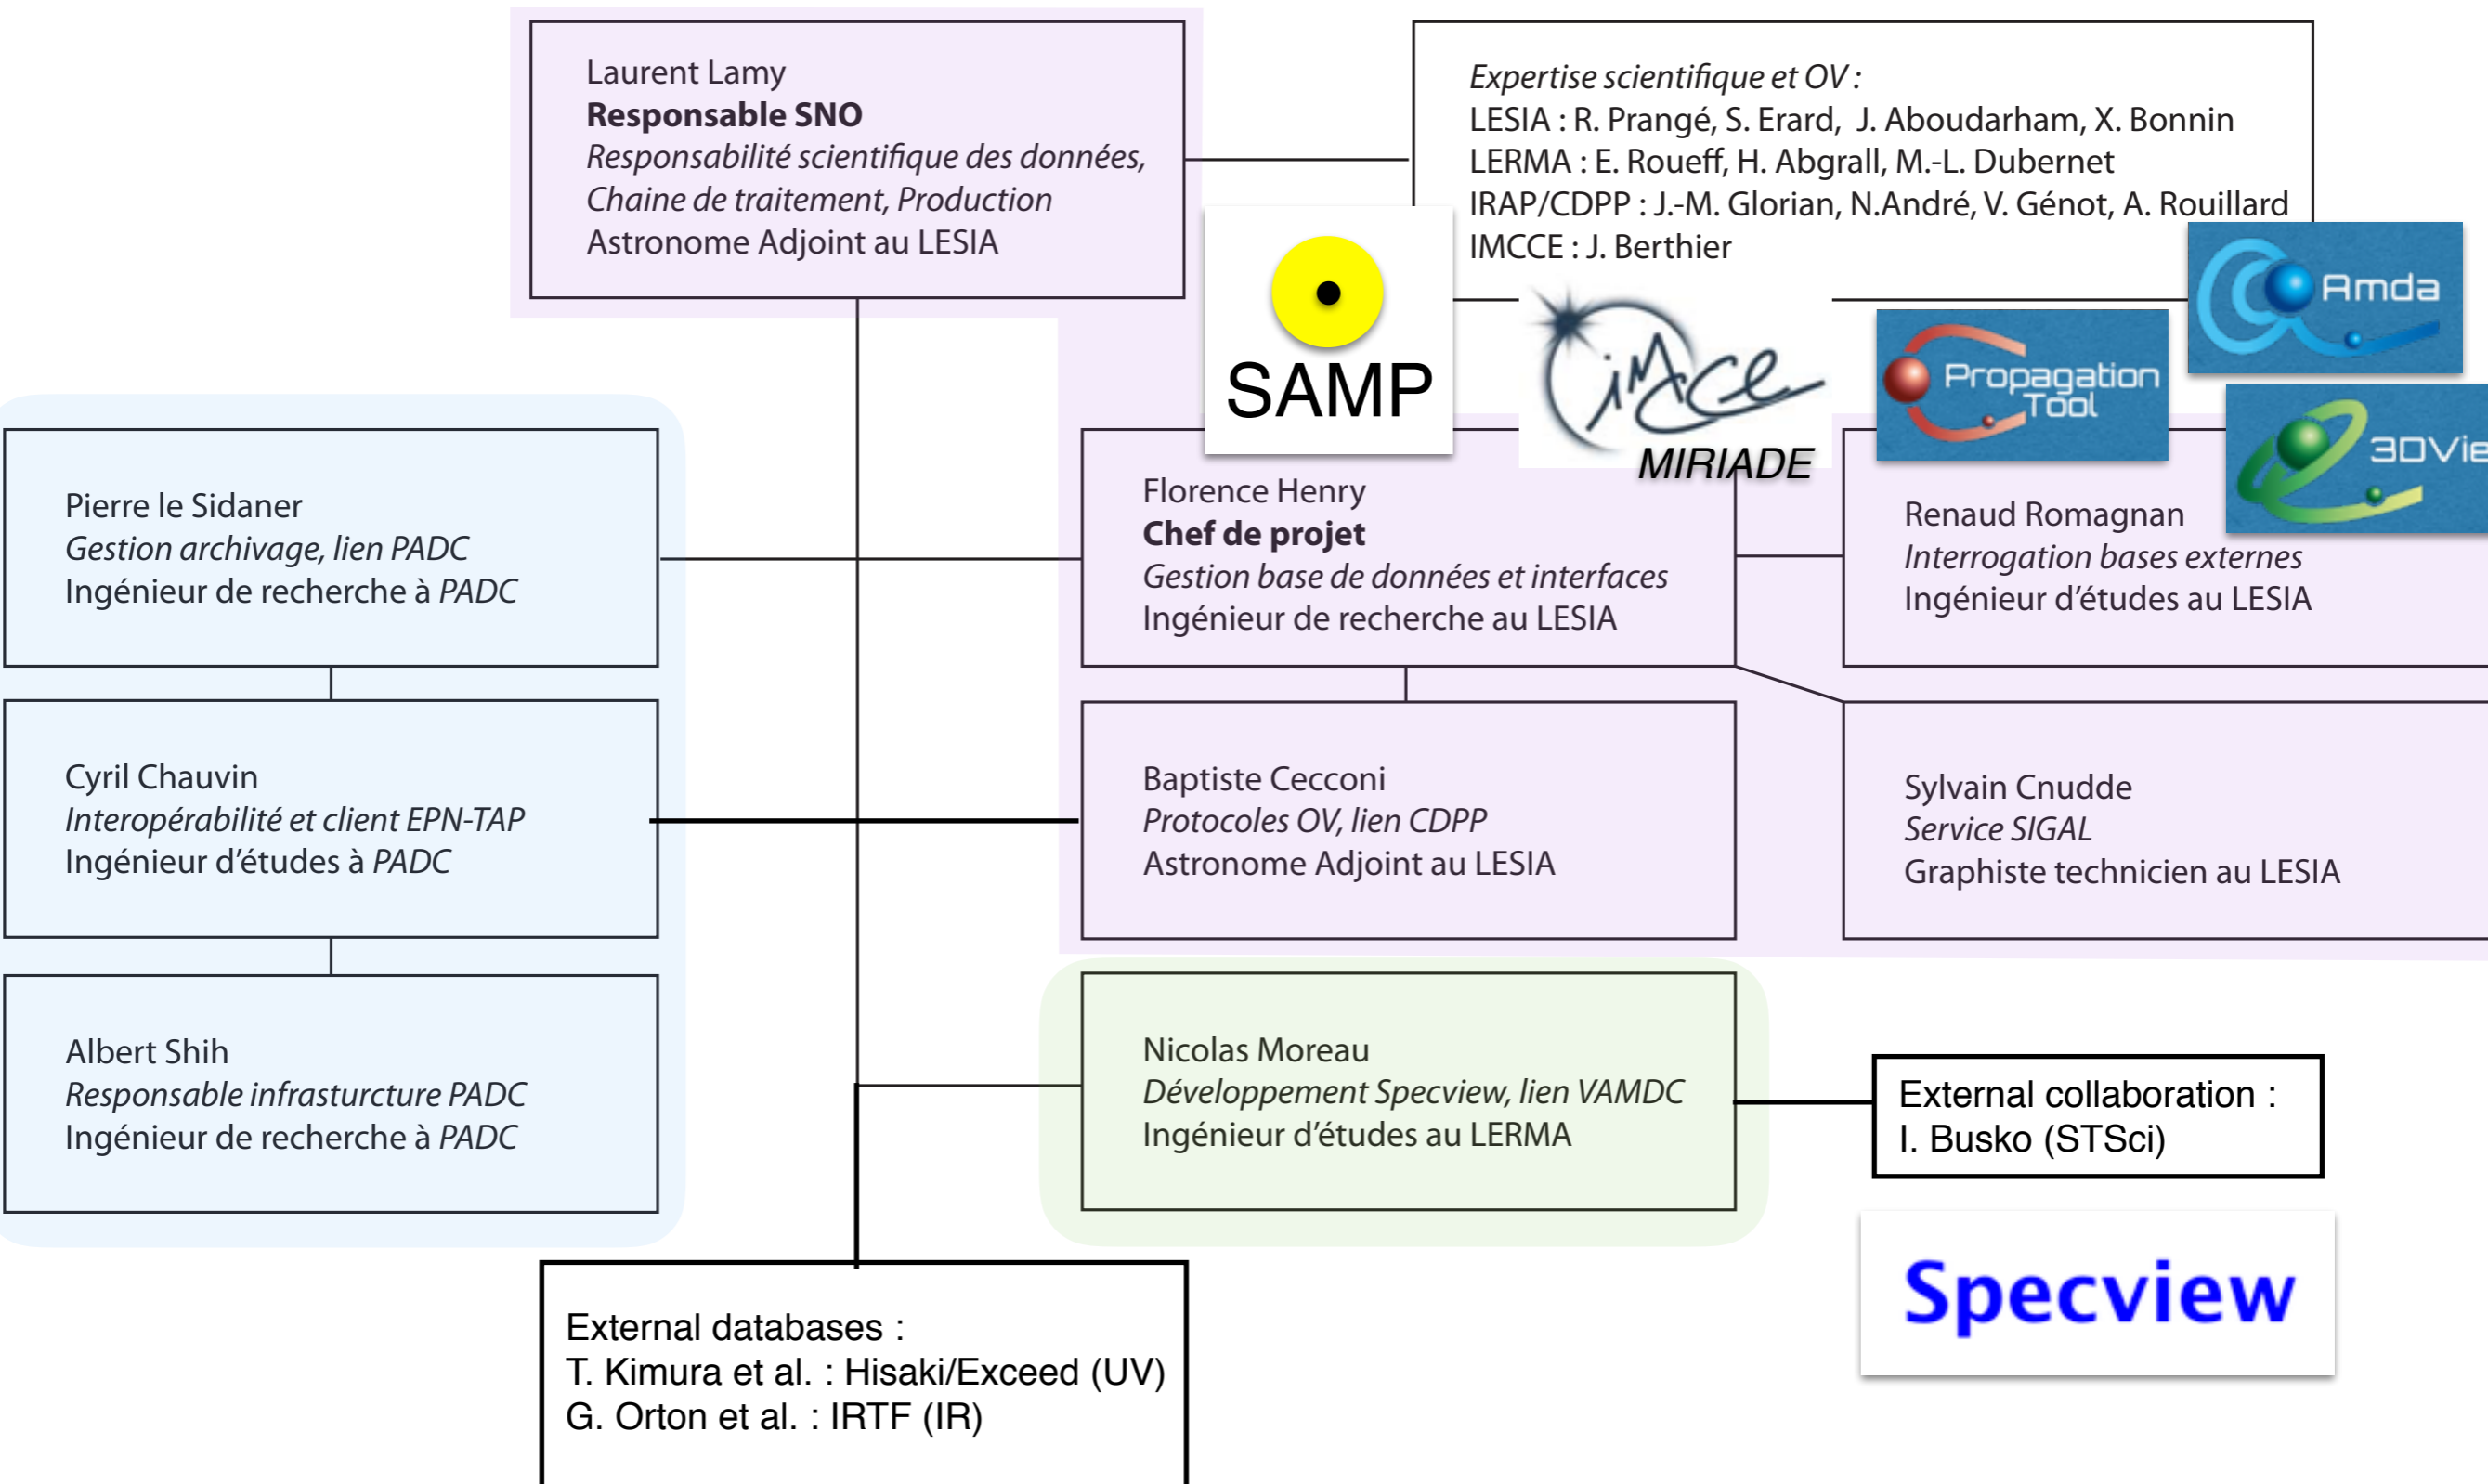 Laurent Lamy
Responsable SNO
Responsabilité scientifique des données,
Chaine de traitement, Production
Astronome Adjoint au LESIA
Expertise scientifique et OV :
LESIA : R. Prangé, S. Erard, J. Aboudarham, X. Bonnin
LERMA : E. Roueff, H. Abgrall, M.-L. Dubernet
IRAP/CDPP : J.-M. Glorian, N.André, V. Génot, A. Rouillard
IMCCE : J. Berthier
SAMP
imcce
MIRIADE
Propagation
Tool
Amda
3DVie
Pierre le Sidaner
Gestion archivage, lien PADC
Ingénieur de recherche à PADC
Florence Henry
Chef de projet
Gestion base de données et interfaces
Ingénieur de recherche au LESIA
Renaud Romagnan
Interrogation bases externes
Ingénieur d'études au LESIA
Cyril Chauvin
Interopérabilité et client EPN-TAP
Ingénieur d'études à PADC
Baptiste Cecconi
Protocoles OV, lien CDPP
Astronome Adjoint au LESIA
Sylvain Cnudde
Service SIGAL
Graphiste technicien au LESIA
Albert Shih
Responsable infrasturcture PADC
Ingénieur de recherche à PADC
Nicolas Moreau
Développement Specview, lien VAMDC
Ingénieur d'études au LERMA
External collaboration :
I. Busko (STSci)
Specview
External databases :
T. Kimura et al. : Hisaki/Exceed (UV)
G. Orton et al. : IRTF (IR)